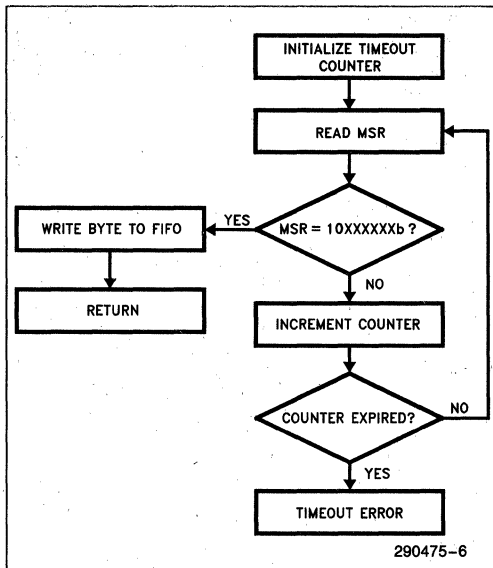 INITIALIZE TIMEOUT
COUNTER
READ MSR
MSR = 10XXXXXXb ?
YES
WRITE BYTE TO FIFO
RETURN
NO
INCREMENT COUNTER
COUNTER EXPIRED?
NO
YES
TIMEOUT ERROR
290475-6